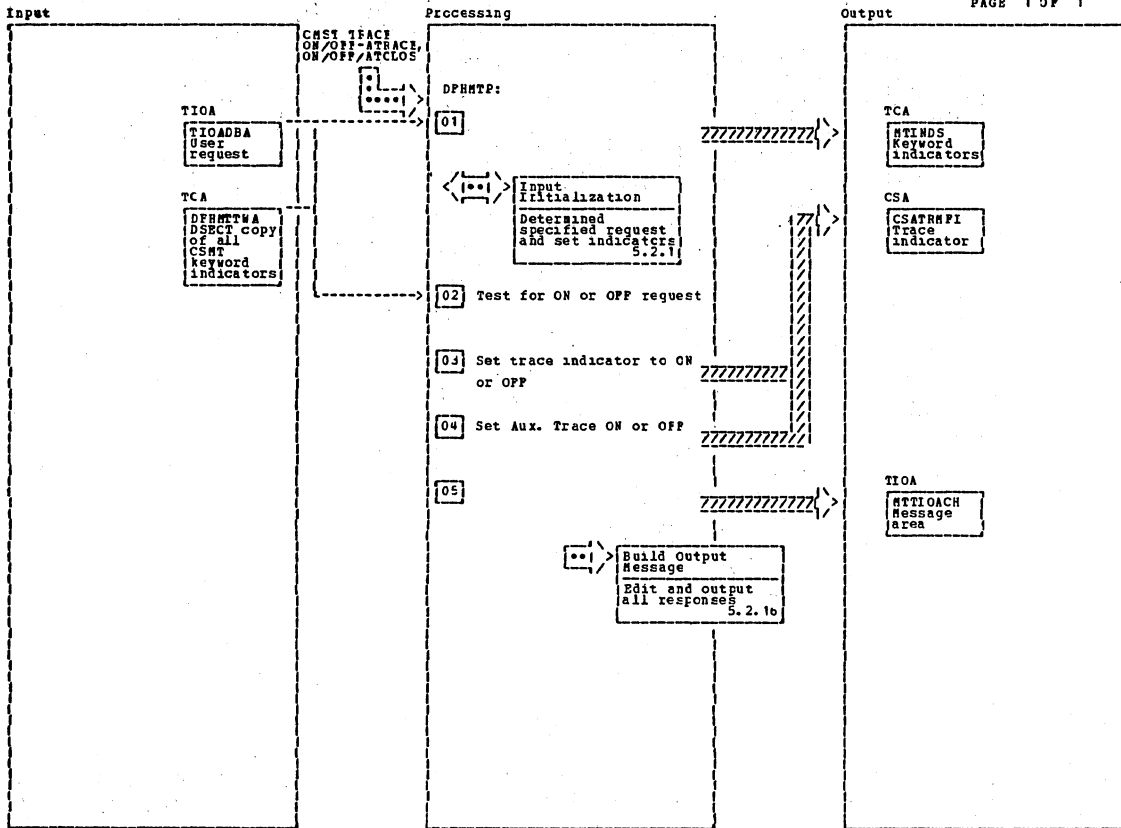 PAGE 1 OF 1
Input
Processing
Output
CMST TRACE
ON/OFF-ATRACE,
ON/OFF/ATCLOS
DFHMTP:
TIOA
TIOADBA
User
request
01
TCA
MTINDS
Keyword
indicators
TCA
DFHMTTWA
DSECT copy
of all
CSMT
keyword
indicators
Input
Initialization
Determined
specified request
and set indicators
5.2.1
CSA
CSATRMFI
Trace
indicator
02 Test for ON or OFF request
03 Set trace indicator to ON
or OFF
04 Set Aux. Trace ON or OFF
05
TIOA
MTTIOACH
Message
area
Build Output
Message
Edit and output
all responses
5.2.16